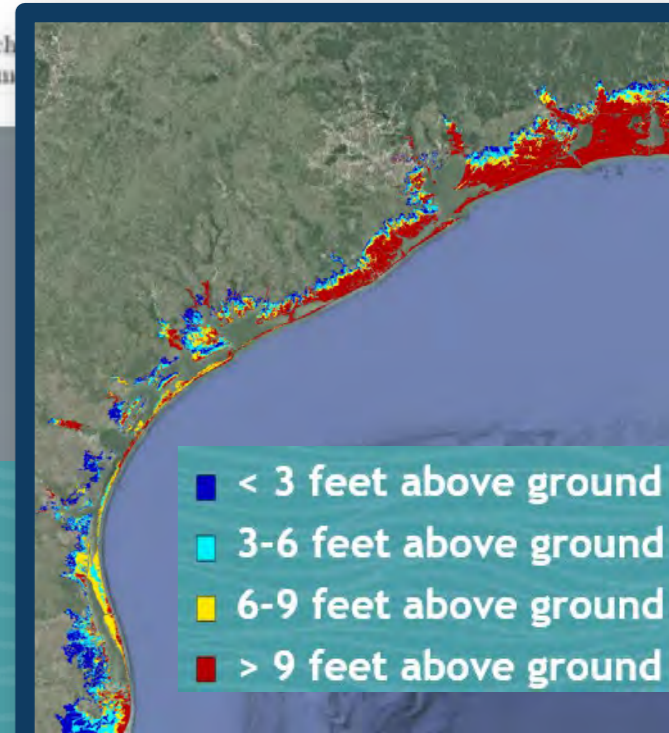 < 3 feet above ground
3-6 feet above ground
6-9 feet above ground
> 9 feet above ground